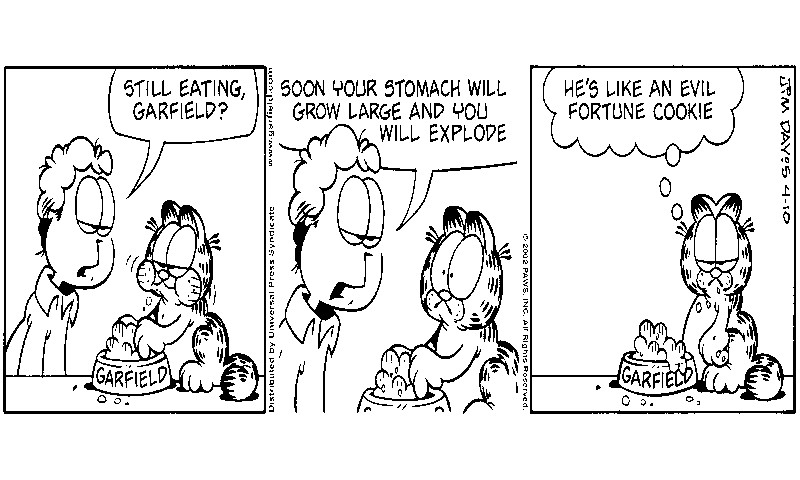 STILL EATING,
GARFIELD?
GARFIELD
www.garfield.com
Distributed by Universal Press Syndicate
SOON YOUR STOMACH WILL
GROW LARGE AND YOU
WILL EXPLODE
© 2002 PAWS, INC. All Rights Reserved.
HE'S LIKE AN EVIL
FORTUNE COOKIE
GARFIELD
JIM DAVIS 4-10